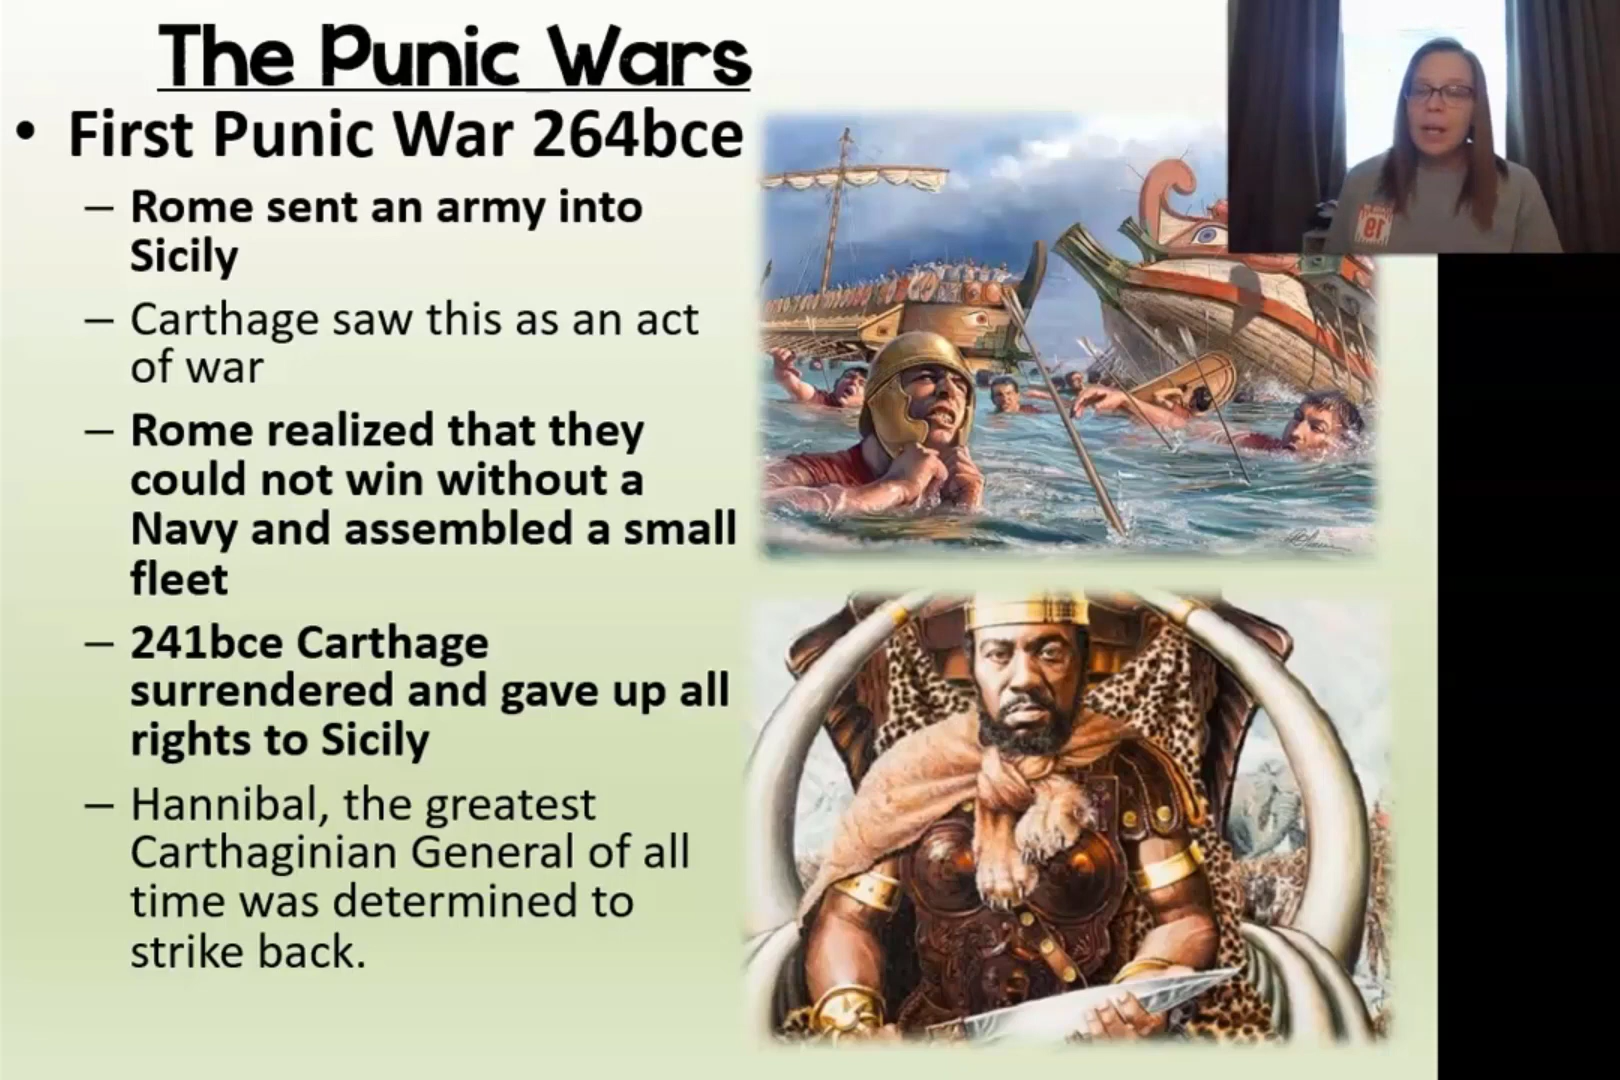 The Punic Wars
• First Punic War 264bce
– Rome sent an army into
Sicily
– Carthage saw this as an act
of war
– Rome realized that they
could not win without a
Navy and assembled a small
fleet
– 241bce Carthage
surrendered and gave up all
rights to Sicily
– Hannibal, the greatest
Carthaginian General of all
time was determined to
strike back.